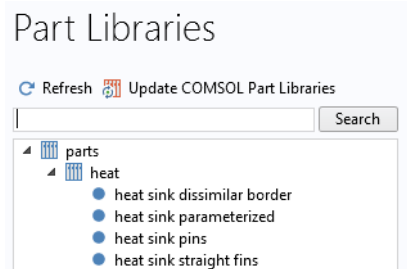 Part Libraries
Refresh Update COMSOL Part Libraries
Search
parts
heat
heat sink dissimilar border
heat sink parameterized
heat sink pins
heat sink straight fins